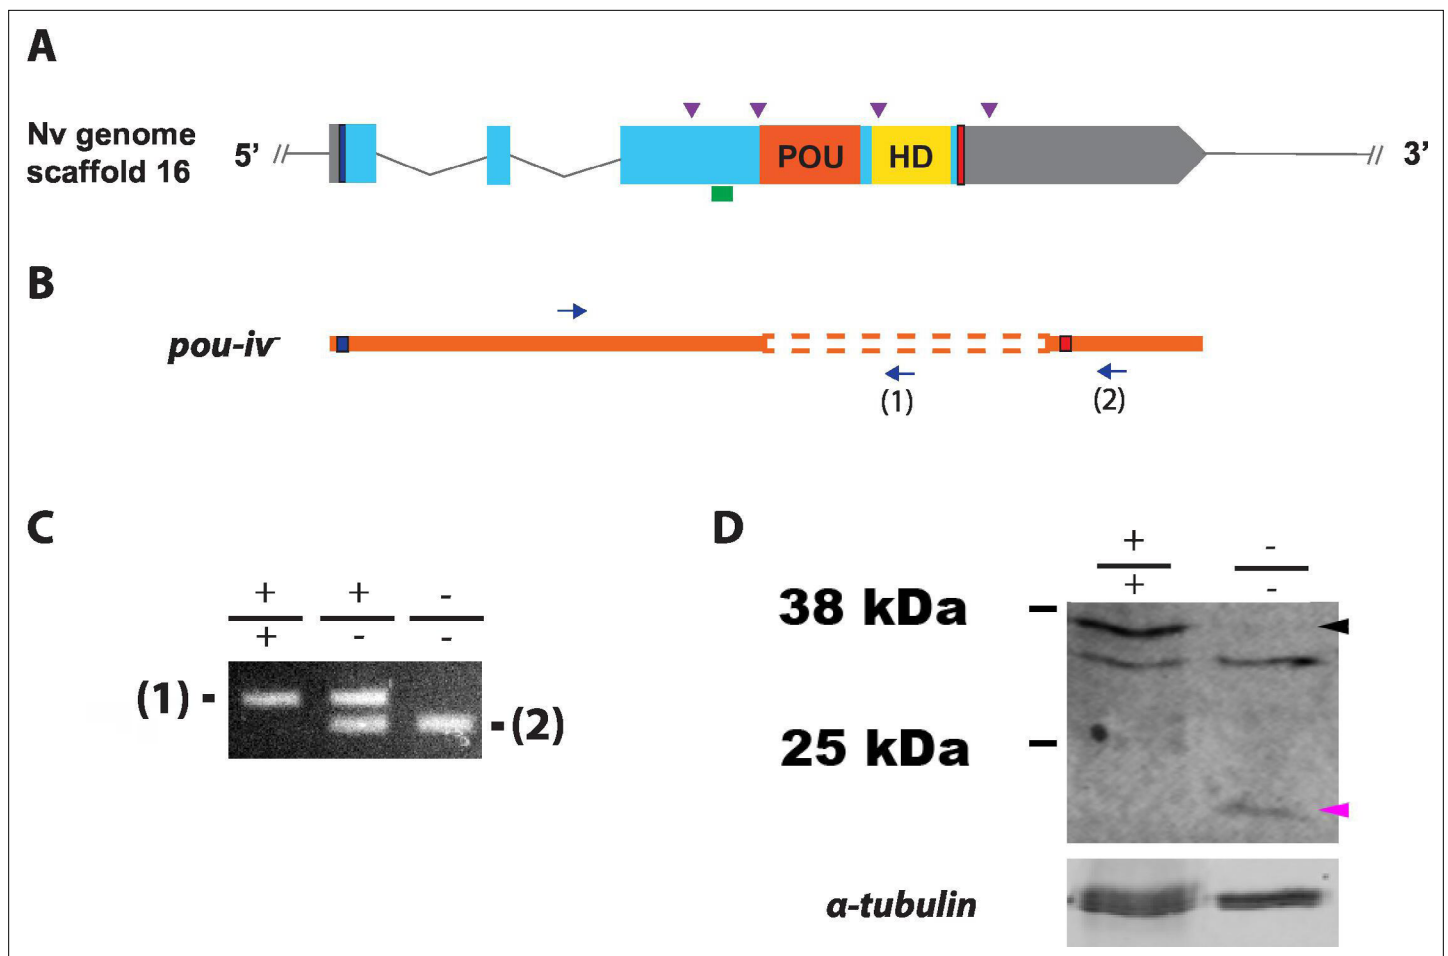 A
Nv genome
scaffold 16
5’ // POU HD // 3’
B
pou-iv-
(1) (2)
C
+ + -
+ - -
(1) -
- (2)
D
+ -
+ -
38 kDa –
25 kDa –
α-tubulin